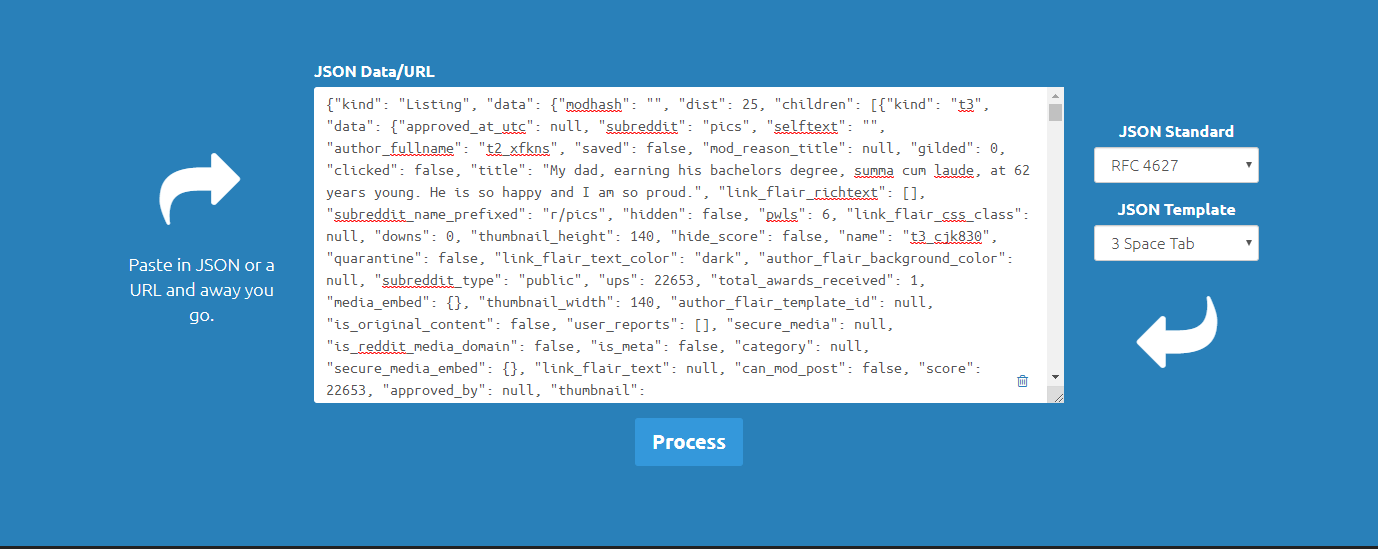 JSON Data/URL
{"kind": "Listing", "data": {"modhash": "", "dist": 25, "children": [{"kind": "t3",
"data": {"approved_at_utc": null, "subreddit": "pics", "selftext": "",
"author_fullname": "t2_xfkns", "saved": false, "mod_reason_title": null, "gilded": 0,
"clicked": false, "title": "My dad, earning his bachelors degree, summa cum laude, at 62
years young. He is so happy and I am so proud.", "link_flair_richtext": [],
"subreddit_name_prefixed": "r/pics", "hidden": false, "pwls": 6, "link_flair_css_class":
null, "downs": 0, "thumbnail_height": 140, "hide_score": false, "name": "t3_cjk830",
"quarantine": false, "link_flair_text_color": "dark", "author_flair_background_color":
null, "subreddit_type": "public", "ups": 22653, "total_awards_received": 1,
"media_embed": {}, "thumbnail_width": 140, "author_flair_template_id": null,
"is_original_content": false, "user_reports": [], "secure_media": null,
"is_reddit_media_domain": false, "is_meta": false, "category": null,
"secure_media_embed": {}, "link_flair_text": null, "can_mod_post": false, "score":
22653, "approved_by": null, "thumbnail":
Paste in JSON or a
URL and away you
go.
JSON Standard
RFC 4627
JSON Template
3 Space Tab
Process